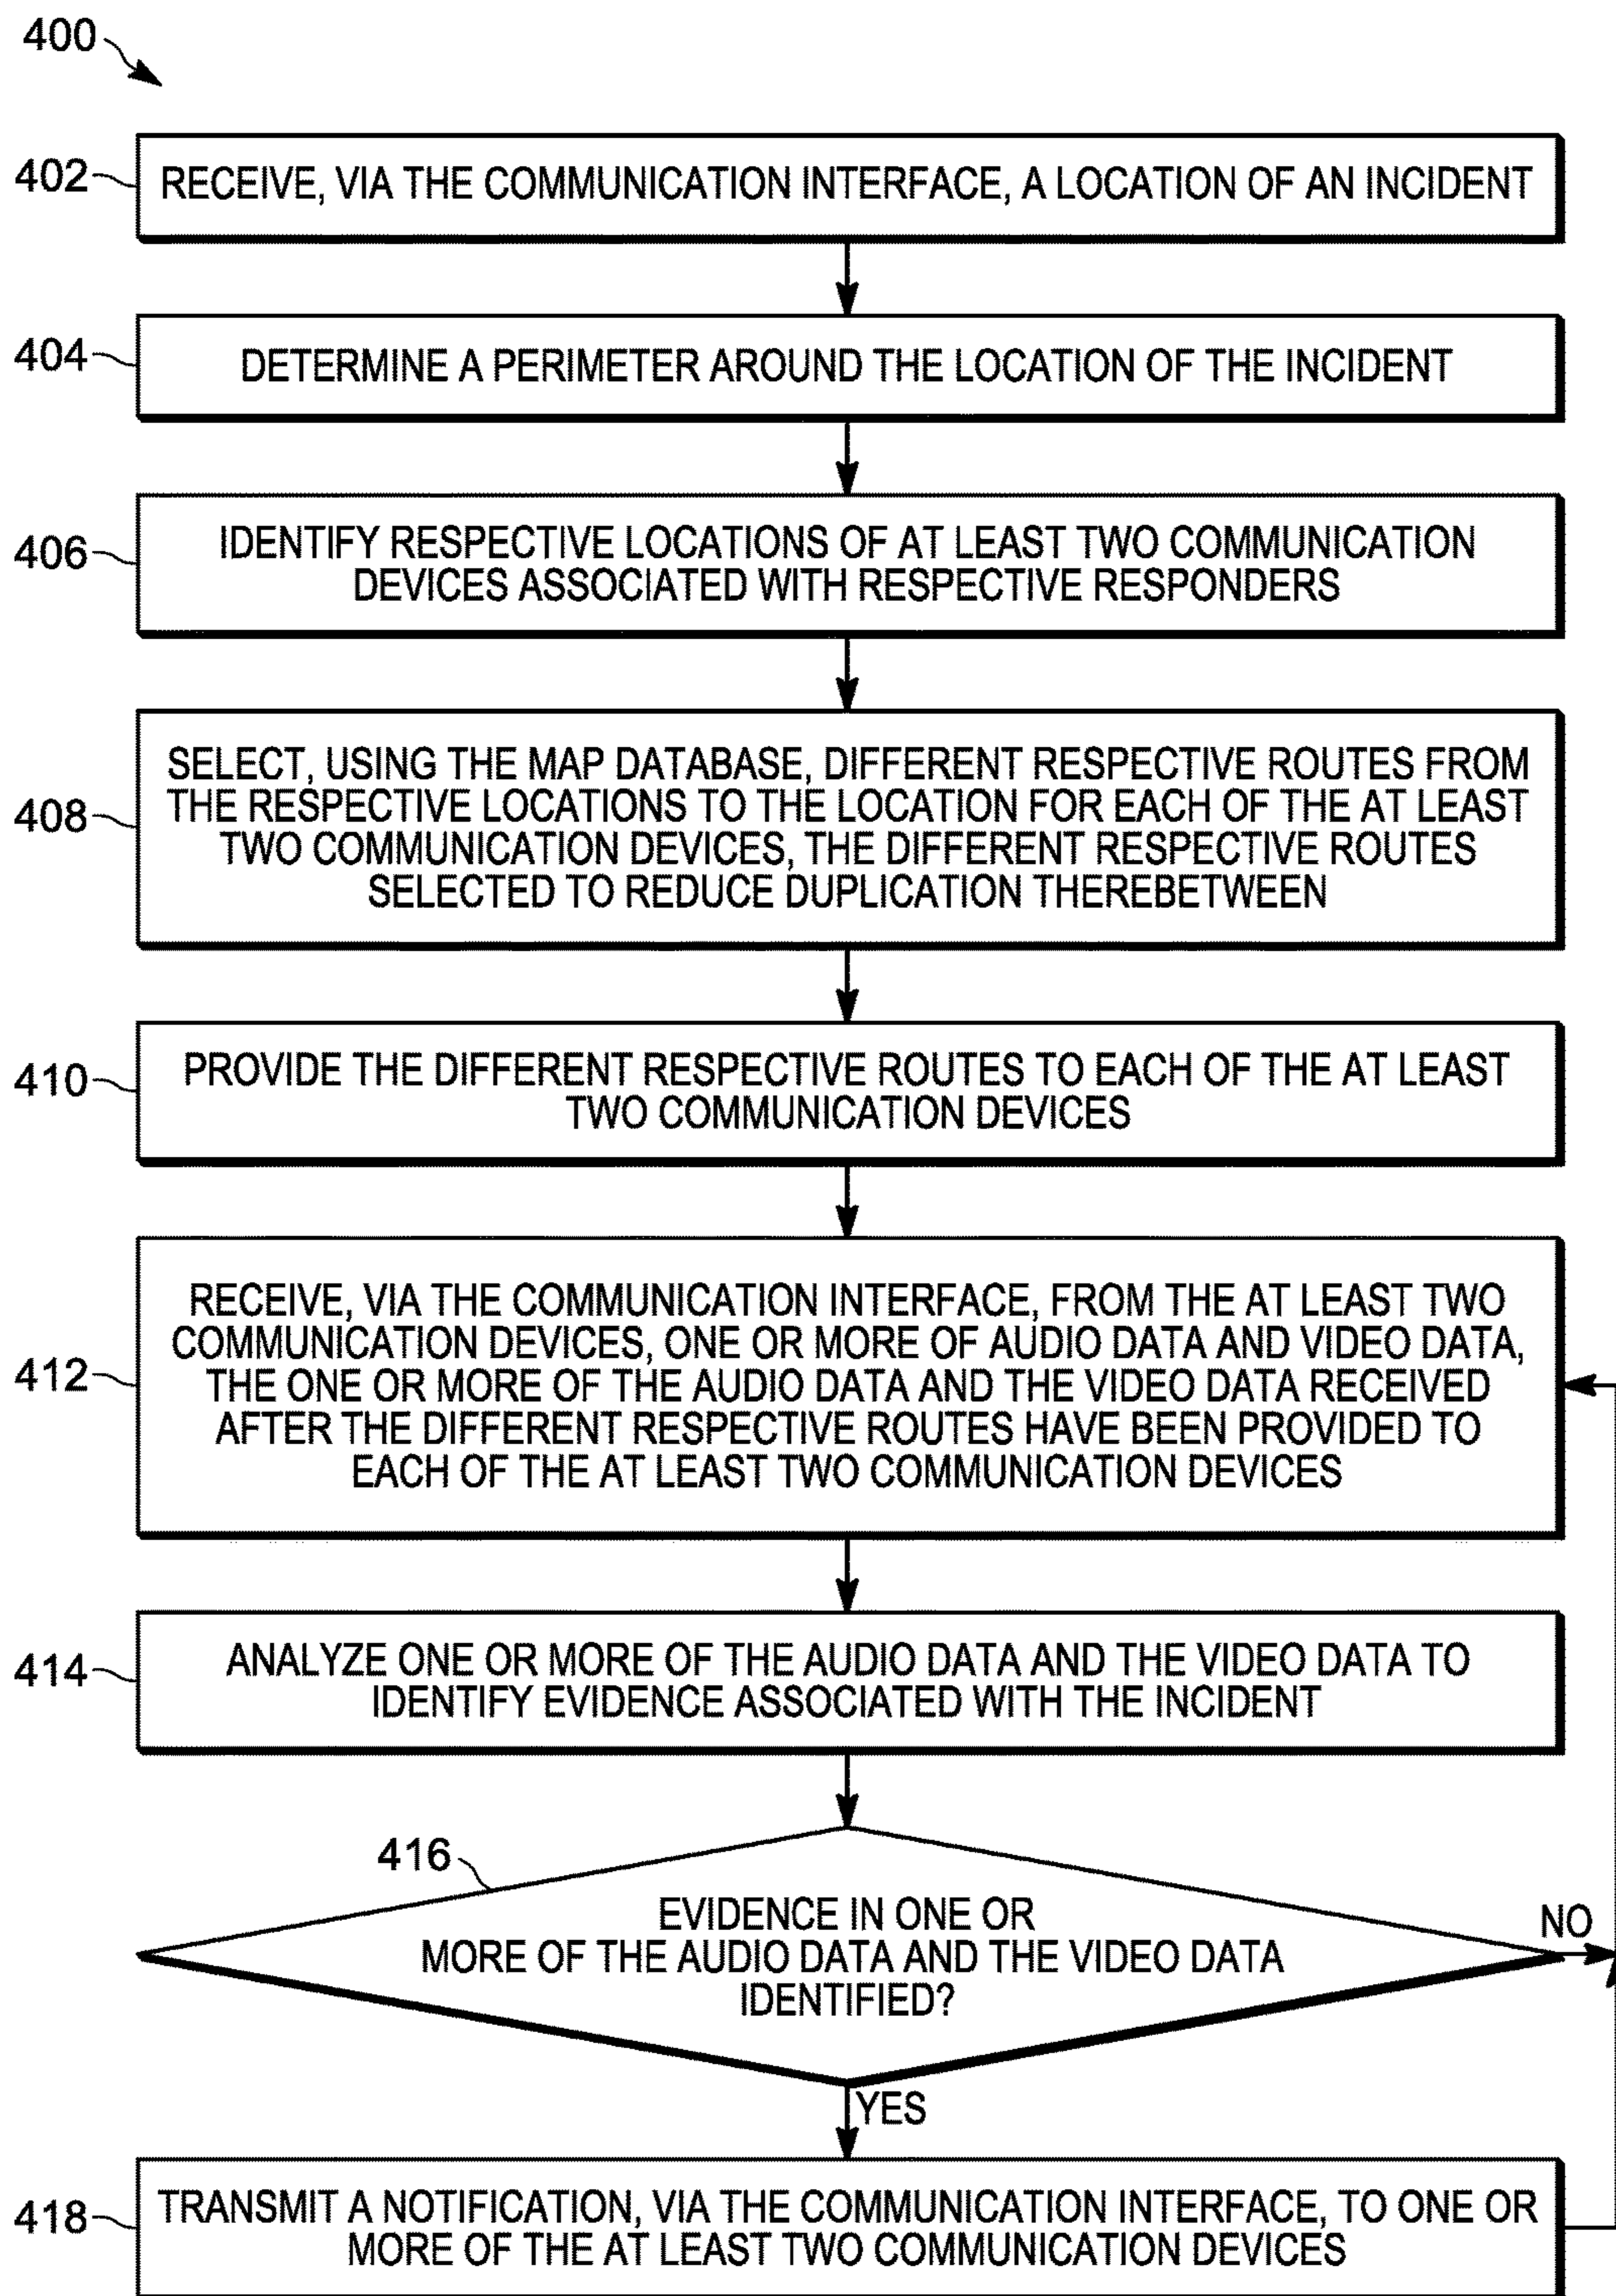 400
402
RECEIVE, VIA THE COMMUNICATION INTERFACE, A LOCATION OF AN INCIDENT
404
DETERMINE A PERIMETER AROUND THE LOCATION OF THE INCIDENT
406
IDENTIFY RESPECTIVE LOCATIONS OF AT LEAST TWO COMMUNICATION
DEVICES ASSOCIATED WITH RESPECTIVE RESPONDERS
408
SELECT, USING THE MAP DATABASE, DIFFERENT RESPECTIVE ROUTES FROM
THE RESPECTIVE LOCATIONS TO THE LOCATION FOR EACH OF THE AT LEAST
TWO COMMUNICATION DEVICES, THE DIFFERENT RESPECTIVE ROUTES
SELECTED TO REDUCE DUPLICATION THEREBETWEEN
410
PROVIDE THE DIFFERENT RESPECTIVE ROUTES TO EACH OF THE AT LEAST
TWO COMMUNICATION DEVICES
412
RECEIVE, VIA THE COMMUNICATION INTERFACE, FROM THE AT LEAST TWO
COMMUNICATION DEVICES, ONE OR MORE OF AUDIO DATA AND VIDEO DATA,
THE ONE OR MORE OF THE AUDIO DATA AND THE VIDEO DATA RECEIVED
AFTER THE DIFFERENT RESPECTIVE ROUTES HAVE BEEN PROVIDED TO
EACH OF THE AT LEAST TWO COMMUNICATION DEVICES
414
ANALYZE ONE OR MORE OF THE AUDIO DATA AND THE VIDEO DATA TO
IDENTIFY EVIDENCE ASSOCIATED WITH THE INCIDENT
416
EVIDENCE IN ONE OR
MORE OF THE AUDIO DATA AND THE VIDEO DATA
IDENTIFIED?
NO
YES
418
TRANSMIT A NOTIFICATION, VIA THE COMMUNICATION INTERFACE, TO ONE OR
MORE OF THE AT LEAST TWO COMMUNICATION DEVICES